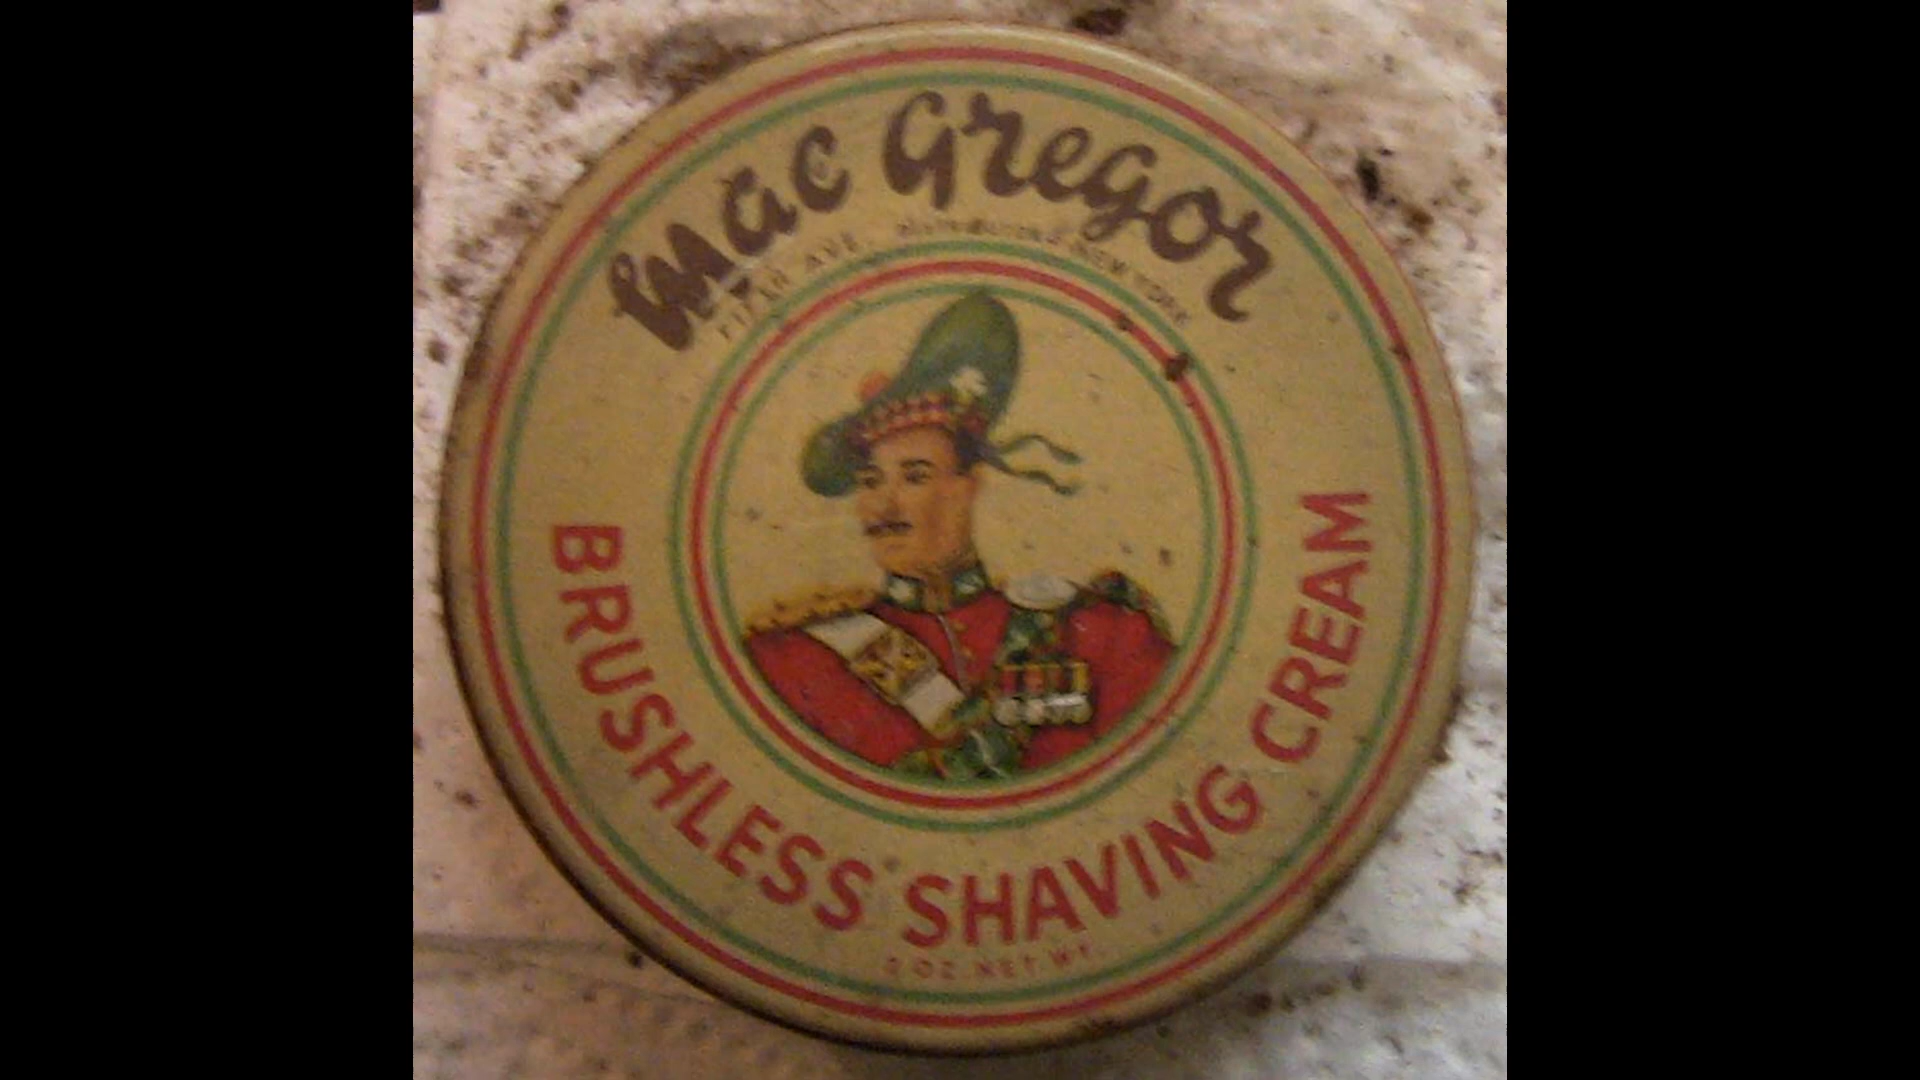 Mac Gregor
FIFTH AVE. NEW YORK
BRUSHLESS SHAVING CREAM
OZ. NET WT.